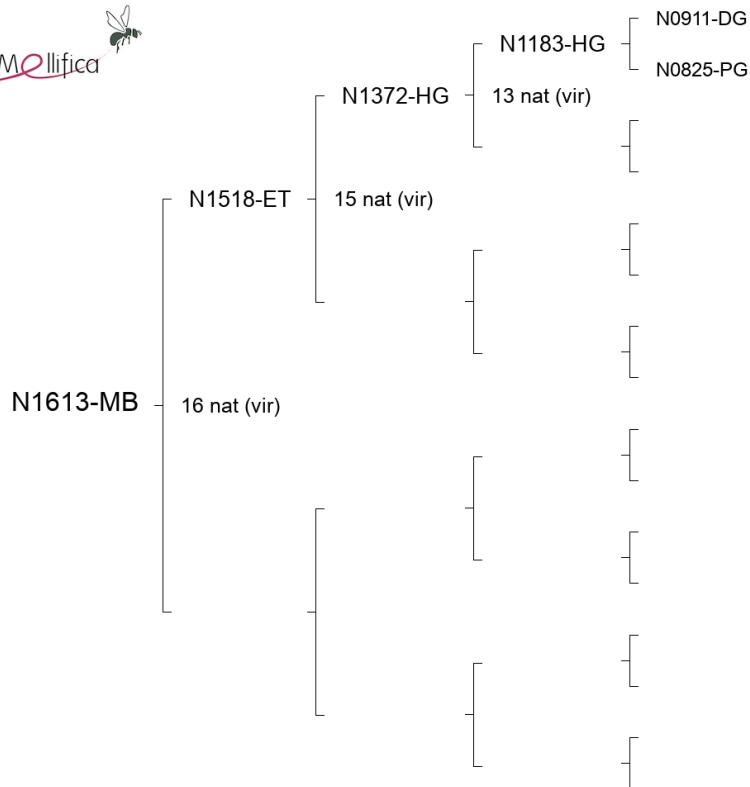 Mellifica
N0911-DG
N1183-HG
N0825-PG
N1372-HG
13 nat (vir)
N1518-ET
15 nat (vir)
N1613-MB
16 nat (vir)